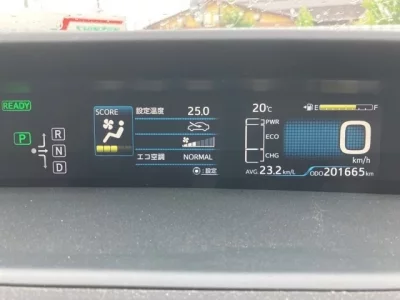 READY
P
R
N
D
SCORE
設定温度 25.0
エコ空調 NORMAL
設定
20℃
E F
PWR
ECO
CHG
0
km/h
AVG 23.2 km/L
ODO 201665 km